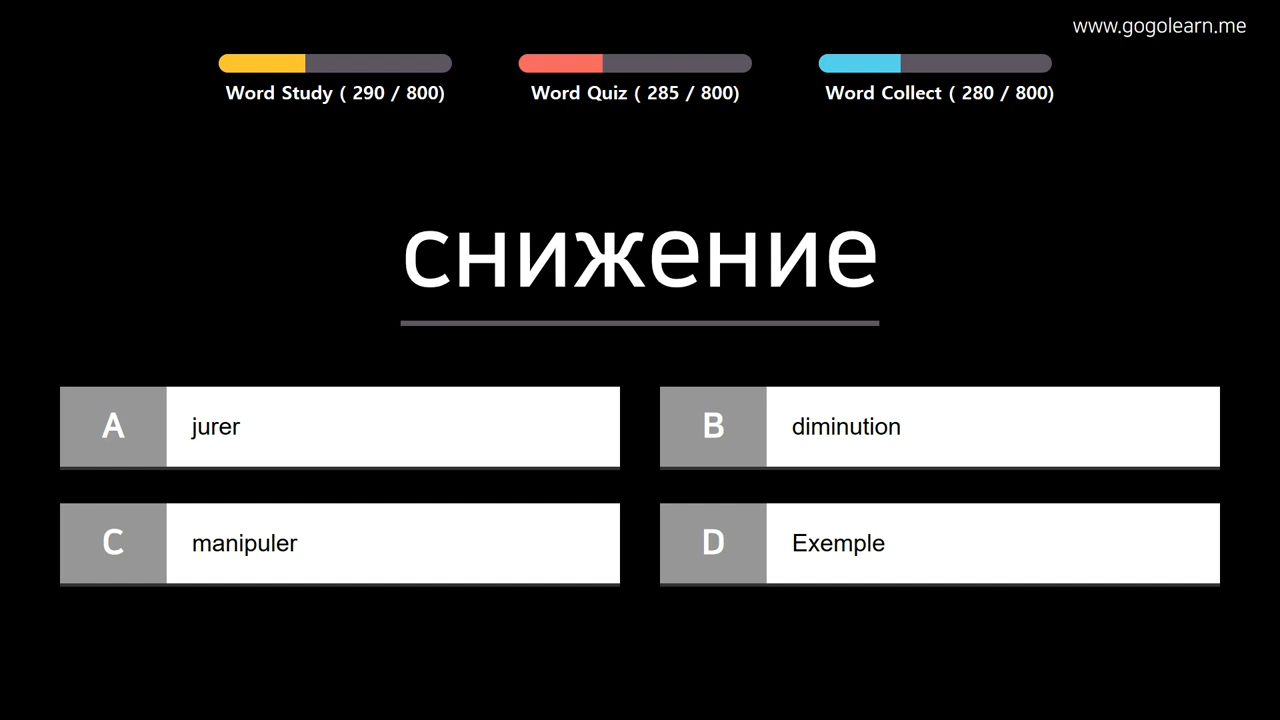 www.gogolearn.me
Word Study ( 290 / 800)
Word Quiz ( 285 / 800)
Word Collect ( 280 / 800)
снижение
A jurer
B diminution
C manipuler
D Exemple